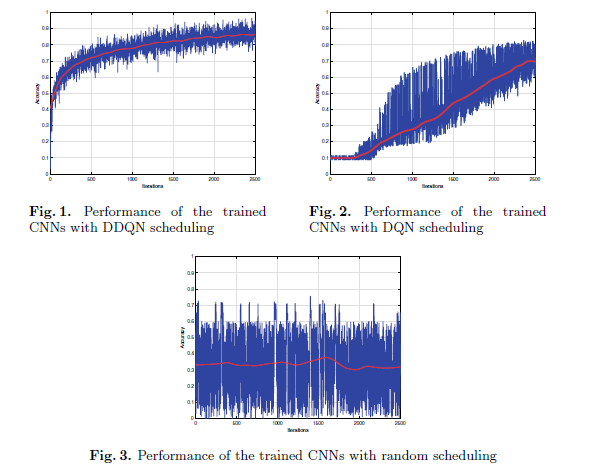 1
0.9
0.8
0.7
0.6
0.5
0.4
0.3
0.2
0.1
0
Accuracy
0 500 1000 1500 2000 2500
Iterations
Fig. 1. Performance of the trained
CNNs with DDQN scheduling
1
0.9
0.8
0.7
0.6
0.5
0.4
0.3
0.2
0.1
0
Accuracy
0 500 1000 1500 2000 2500
Iterations
Fig. 2. Performance of the trained
CNNs with DQN scheduling
1
0.9
0.8
0.7
0.6
0.5
0.4
0.3
0.2
0.1
0
Accuracy
0 500 1000 1500 2000 2500
Iterations
Fig. 3. Performance of the trained CNNs with random scheduling